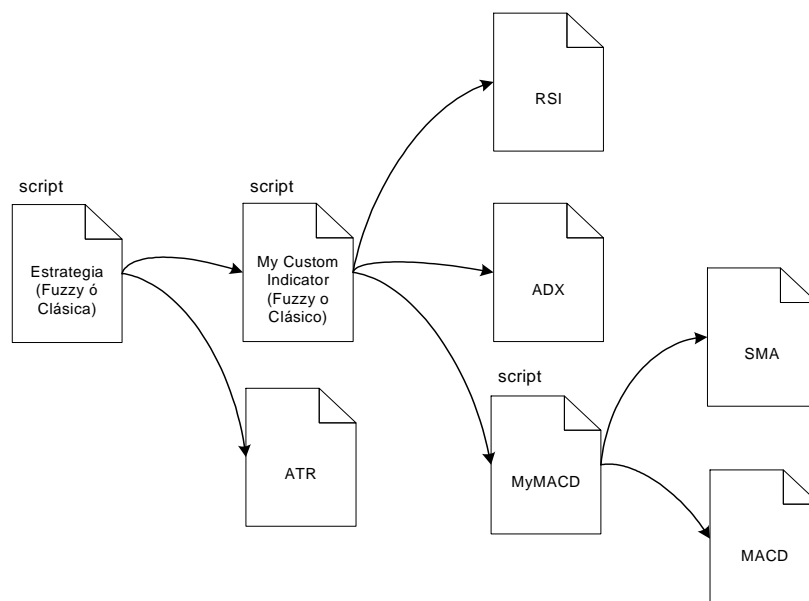 script
Estrategia
(Fuzzy ó
Clásica)
script
My Custom
Indicator
(Fuzzy o
Clásico)
ATR
RSI
ADX
script
MyMACD
SMA
MACD